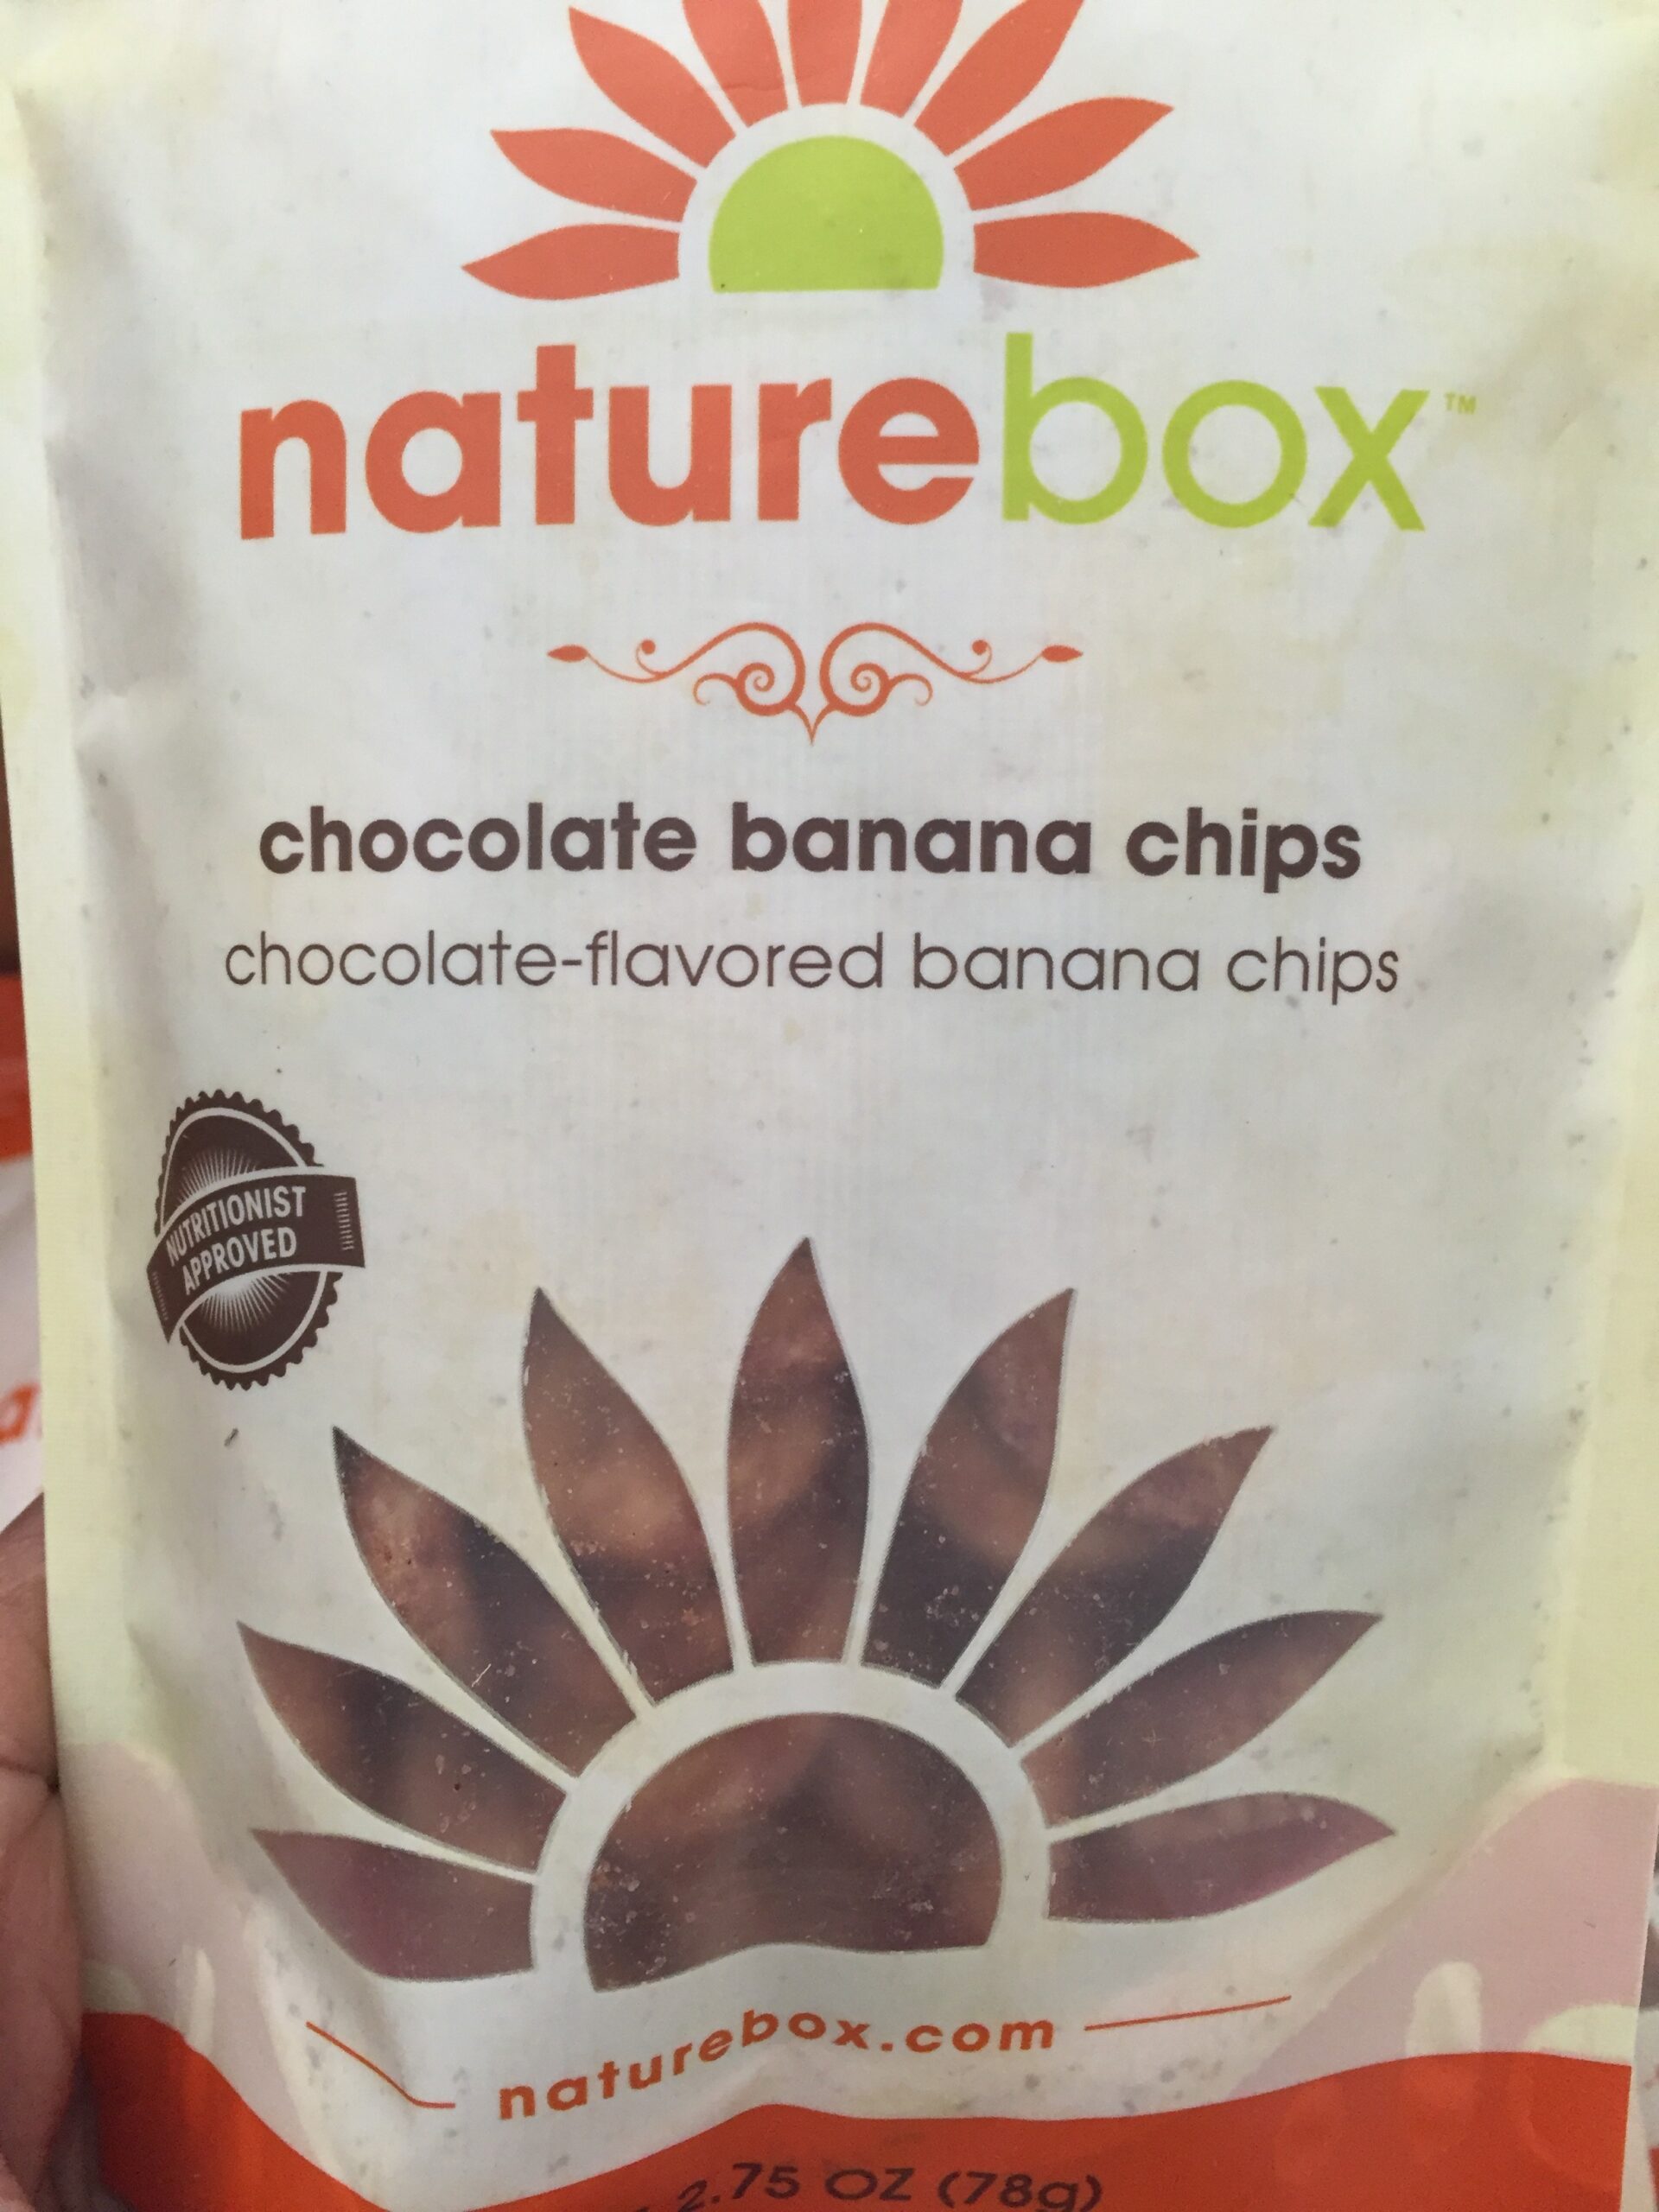 naturebox™
chocolate banana chips
chocolate-flavored banana chips
NUTRITIONIST
APPROVED
naturebox.com
2.75 OZ (78g)